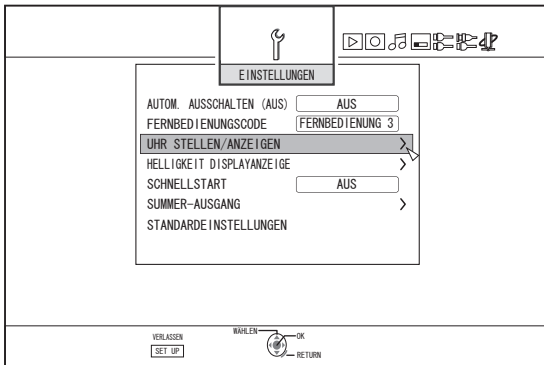 EINSTELLUNGEN
AUTOM. AUSSCHALTEN (AUS) AUS
FERNBEDIENUNGSCODE FERNBEDIENUNG 3
UHR STELLEN/ANZEIGEN
HELLIGKEIT DISPLAYANZEIGE
SCHNELLSTART AUS
SUMMER-AUSGANG
STANDARDEINSTELLUNGEN
VERLASSEN
SET UP
WÄHLEN
OK
RETURN